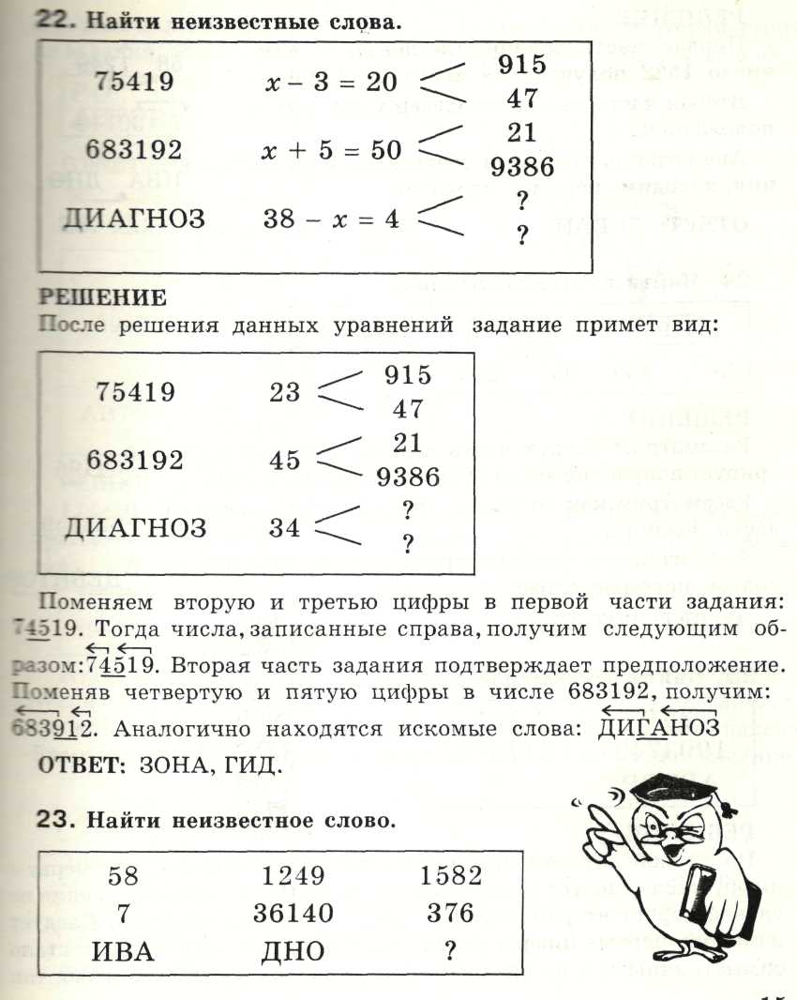 22. Найти неизвестные слова.
75419 x – 3 = 20 915
47
683192 x + 5 = 50 21
9386
ДИАГНОЗ 38 – x = 4 ?
?
РЕШЕНИЕ
После решения данных уравнений задание примет вид:
75419 23 915
47
683192 45 21
9386
ДИАГНОЗ 34 ?
?
Поменяем вторую и третью цифры в первой части задания:
74519. Тогда числа, записанные справа, получим следующим об-
разом: 74519. Вторая часть задания подтверждает предположение.
Поменяв четвертую и пятую цифры в числе 683192, получим:
683912. Аналогично находятся искомые слова: ДИГАНОЗ
ОТВЕТ: ЗОНА, ГИД.
23. Найти неизвестное слово.
58 1249 1582
7 36140 376
ИВА ДНО ?